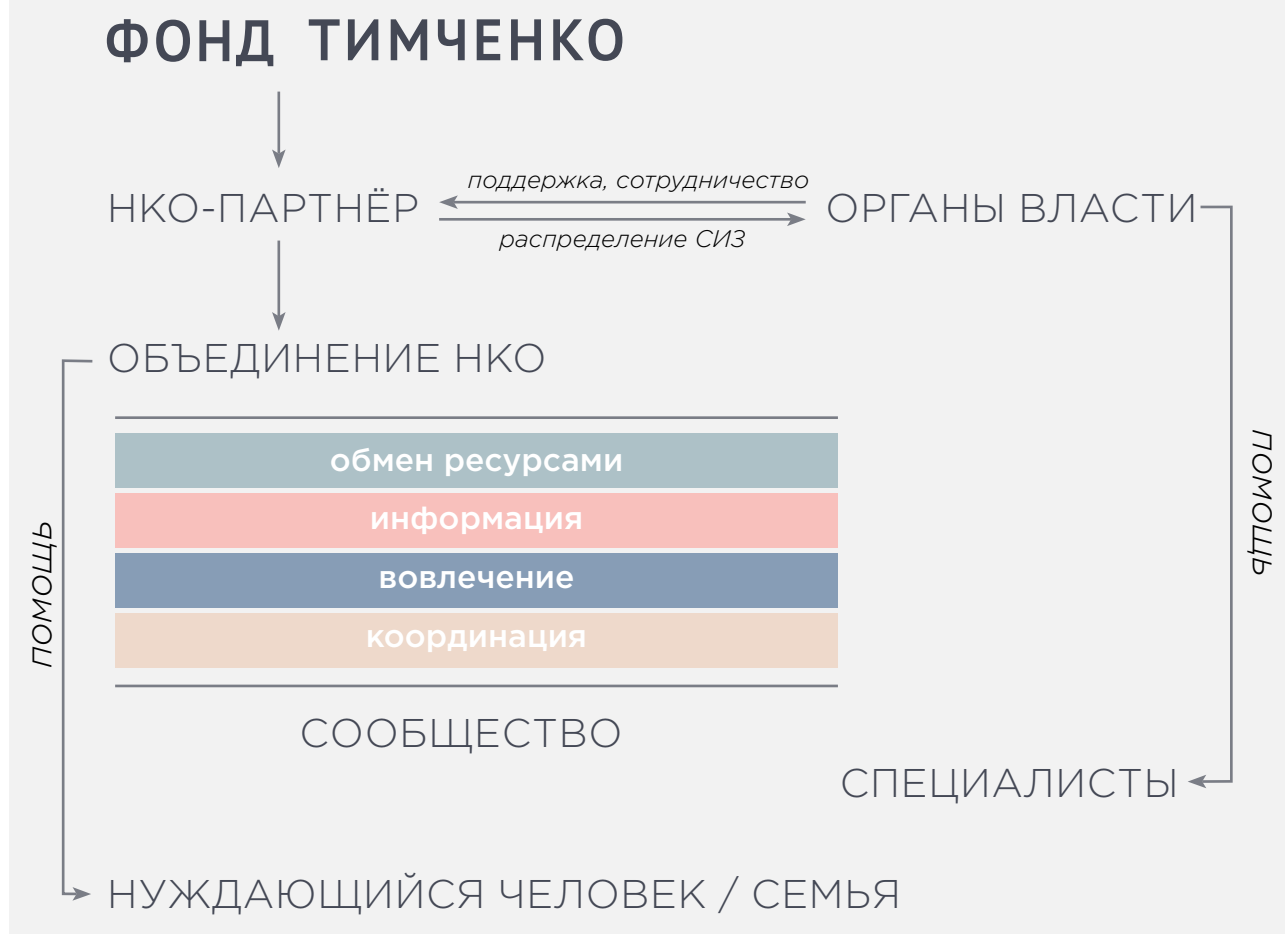 ФОНД ТИМЧЕНКО
поддержка, сотрудничество
НКО-ПАРТНЁР
ОРГАНЫ ВЛАСТИ
распределение СИЗ
ОБЪЕДИНЕНИЕ НКО
обмен ресурсами
информация
вовлечение
координация
помощь
помощь
СООБЩЕСТВО
СПЕЦИАЛИСТЫ
НУЖДАЮЩИЙСЯ ЧЕЛОВЕК / СЕМЬЯ